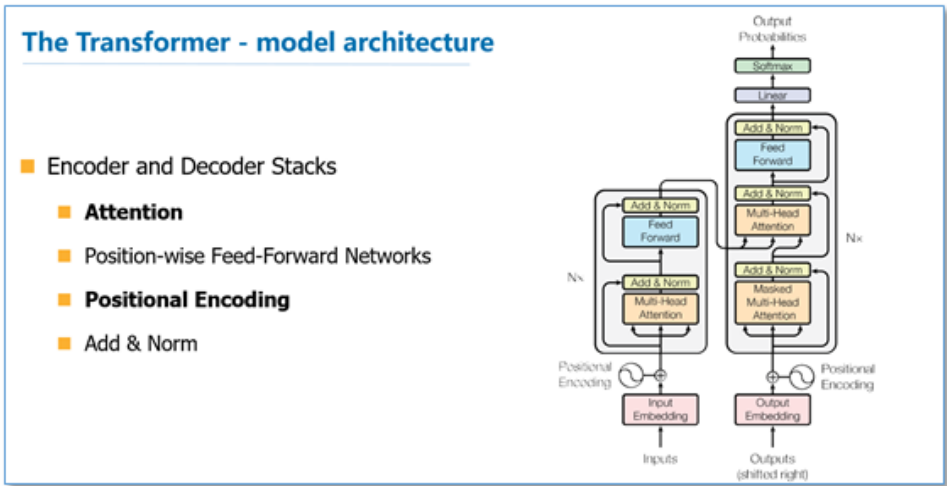 The Transformer - model architecture
Encoder and Decoder Stacks
Attention
Position-wise Feed-Forward Networks
Positional Encoding
Add & Norm
Output
Probabilities
Softmax
Linear
Add & Norm
Feed
Forward
Add & Norm
Multi-Head
Attention
Add & Norm
Masked
Multi-Head
Attention
N×
Add & Norm
Feed
Forward
Add & Norm
Multi-Head
Attention
N×
Positional
Encoding
Positional
Encoding
Input
Embedding
Output
Embedding
Inputs
Outputs
(shifted right)